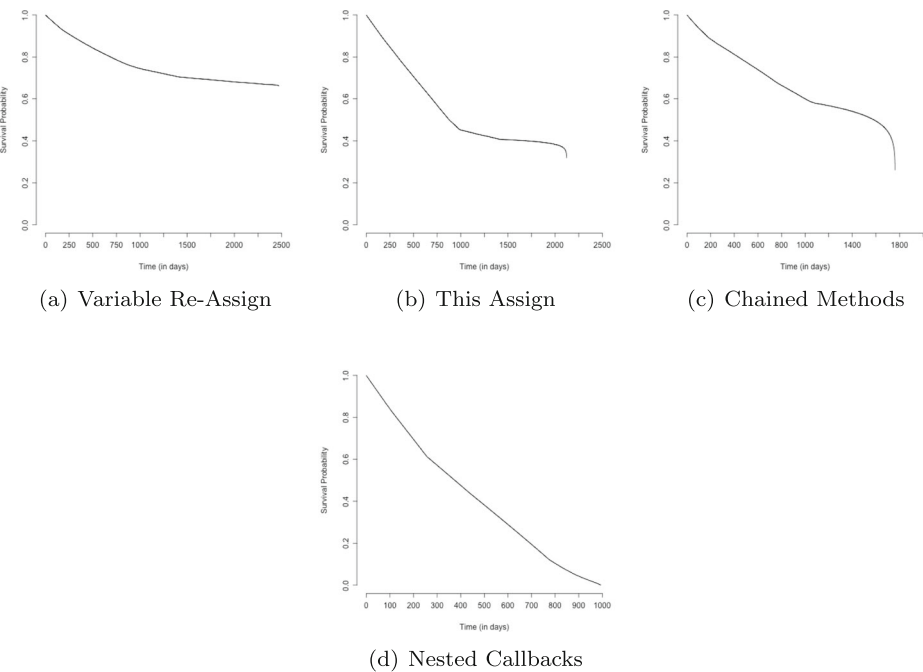 1.0
0.8
0.6
0.4
0.2
0.0
Survival Probability
0 250 500 750 1000 1500 2000 2500
Time (in days)
(a) Variable Re-Assign
1.0
0.8
0.6
0.4
0.2
0.0
Survival Probability
0 250 500 750 1000 1500 2000 2500
Time (in days)
(b) This Assign
1.0
0.8
0.6
0.4
0.2
0.0
Survival Probability
0 200 400 600 800 1000 1400 1800
Time (in days)
(c) Chained Methods
1.0
0.8
0.6
0.4
0.2
0.0
Survival Probability
0 100 200 300 400 500 600 700 800 900 1000
Time (in days)
(d) Nested Callbacks